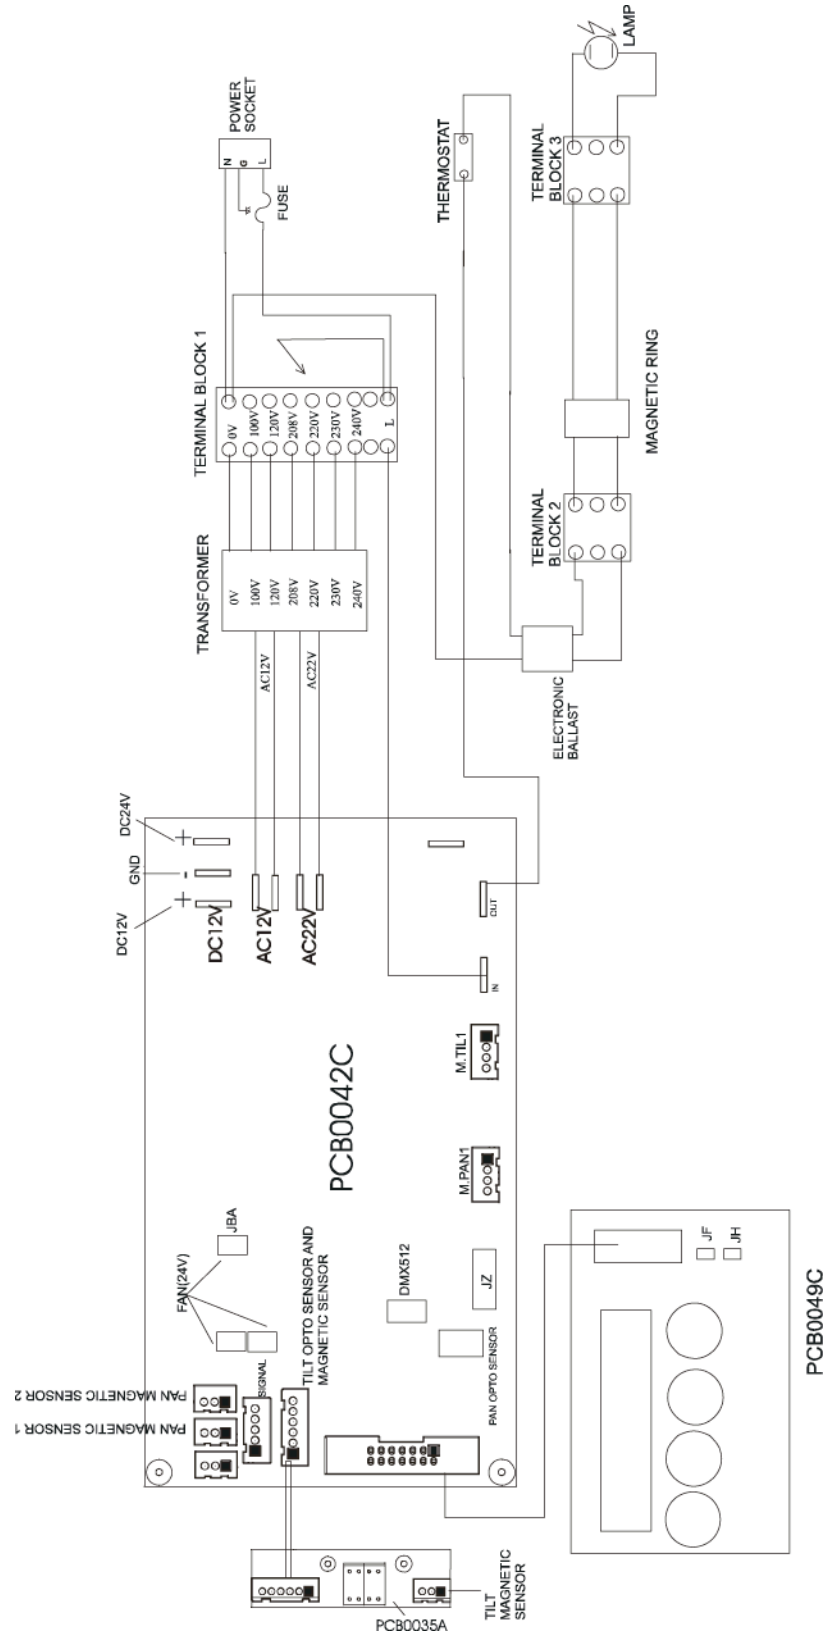 LAMP
POWER
SOCKET
N
G
L
FUSE
THERMOSTAT
TERMINAL
BLOCK 3
TERMINAL BLOCK 1
0V
100V
120V
208V
220V
230V
240V
L
MAGNETIC RING
TERMINAL
BLOCK 2
TRANSFORMER
0V
100V
120V
208V
220V
230V
240V
AC12V
AC22V
ELECTRONIC
BALLAST
DC24V
GND
DC12V
+
-
+
DC12V
AC12V
AC22V
OUT
IN
PCB0042C
M.TIL1
M.PAN1
JBA
FAN(24V)
DMX512
JZ
TILT OPTO SENSOR AND
MAGNETIC SENSOR
SIGNAL
PAN OPTO SENSOR
PAN MAGNETIC SENSOR 2
PAN MAGNETIC SENSOR 1
JF
JH
PCB0049C
PCB0035A
TILT
MAGNETIC
SENSOR